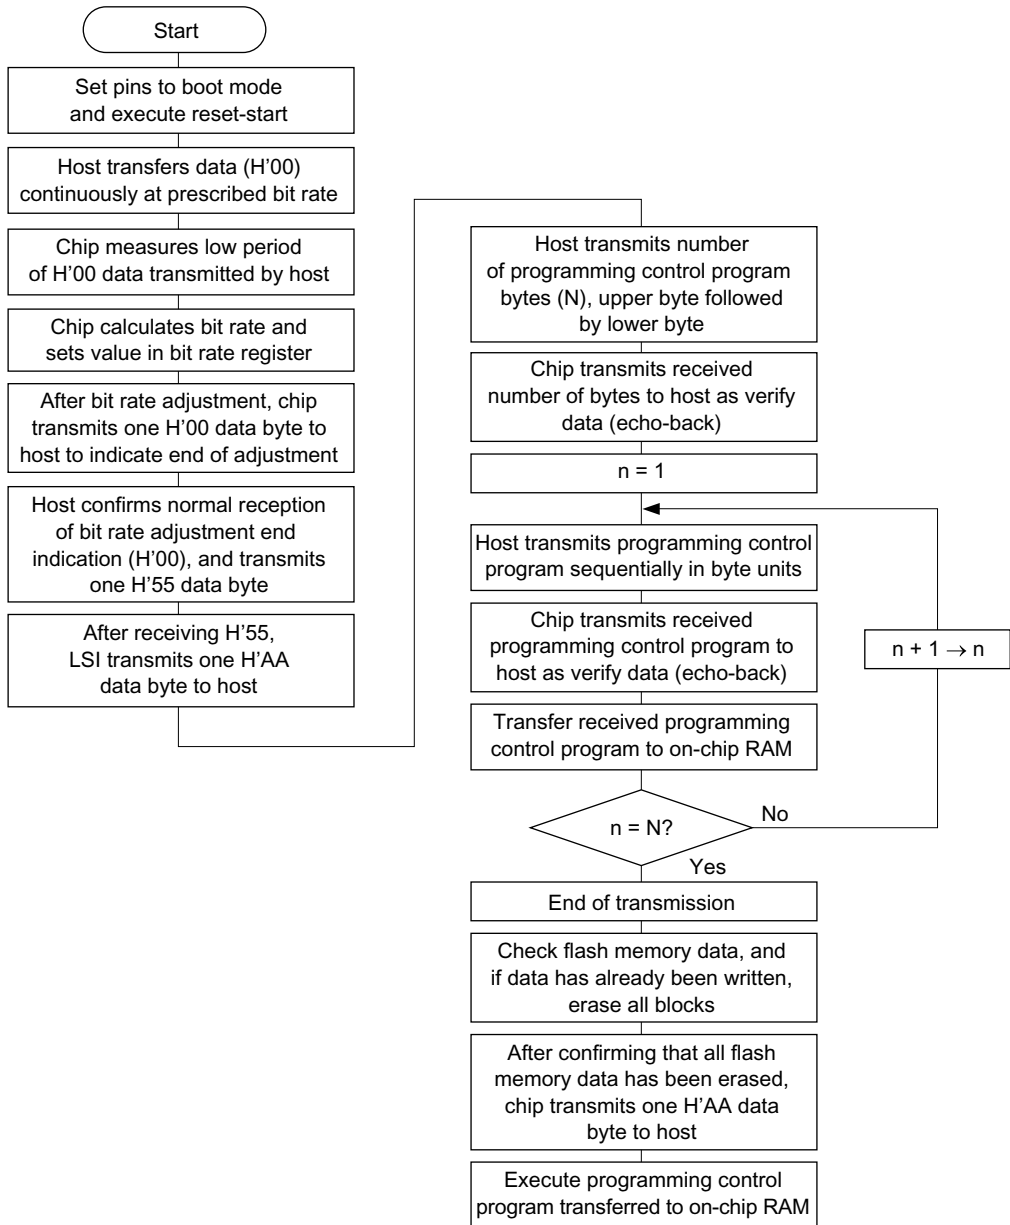 Start
Set pins to boot mode
and execute reset-start
Host transfers data (H'00)
continuously at prescribed bit rate
Chip measures low period
of H'00 data transmitted by host
Chip calculates bit rate and
sets value in bit rate register
After bit rate adjustment, chip
transmits one H'00 data byte to
host to indicate end of adjustment
Host confirms normal reception
of bit rate adjustment end
indication (H'00), and transmits
one H'55 data byte
After receiving H'55,
LSI transmits one H'AA
data byte to host
Host transmits number
of programming control program
bytes (N), upper byte followed
by lower byte
Chip transmits received
number of bytes to host as verify
data (echo-back)
n = 1
Host transmits programming control
program sequentially in byte units
Chip transmits received
programming control program to
host as verify data (echo-back)
n + 1 → n
Transfer received programming
control program to on-chip RAM
n = N?
No
Yes
End of transmission
Check flash memory data, and
if data has already been written,
erase all blocks
After confirming that all flash
memory data has been erased,
chip transmits one H'AA data
byte to host
Execute programming control
program transferred to on-chip RAM